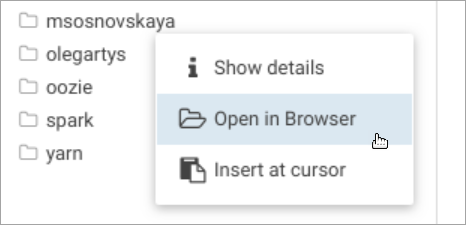 msosnovskaya
olegartys
oozie
spark
yarn
Show details
Open in Browser
Insert at cursor